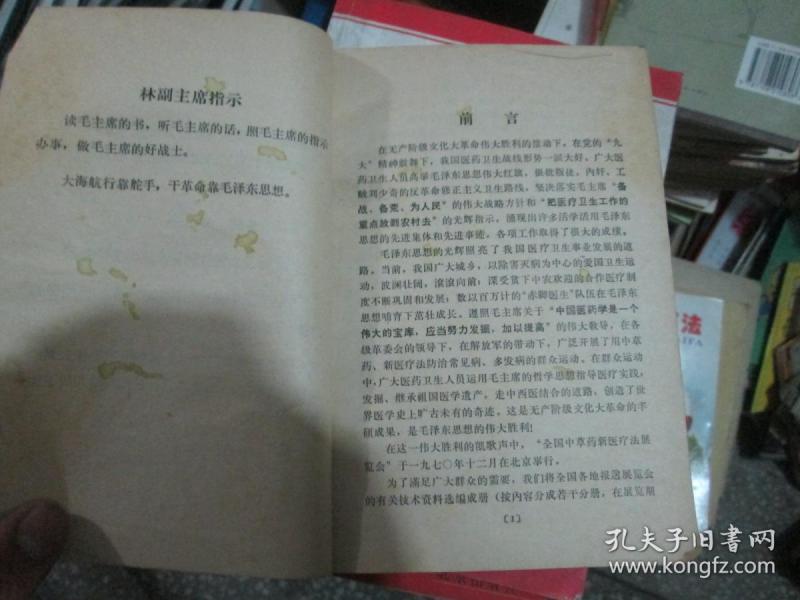 林副主席指示
读毛主席的书，听毛主席的话，照毛主席的指示
办事，做毛主席的好战士。
大海航行靠舵手，干革命靠毛泽东思想。
前言
在无产阶级文化大革命伟大胜利的推动下，在党的“九
大”精神鼓舞下，我国医药卫生战线形势一派大好。广大医
药卫生人员高举毛泽东思想伟大红旗，狠批叛徒、内奸、工
贼刘少奇的反革命修正主义卫生路线，坚决落实毛主席“备
战、备荒、为人民”的伟大战略方针和“把医疗卫生工作的
重点放到农村去”的光辉指示，涌现出许多活学活用毛泽东
思想的先进集体和先进事迹，各项工作取得了很大的成绩。
毛泽东思想的光辉照亮了我国医疗卫生事业发展的道
路。当前，我国广大城乡，以除害灭病为中心的爱国卫生运
动，波澜壮阔，滚滚向前，深受贫下中农欢迎的合作医疗制
度不断巩固和发展；数以百万计的“赤脚医生”队伍在毛泽东
思想哺育下茁壮成长。遵照毛主席关于“中国医药学是一个
伟大的宝库，应当努力发掘，加以提高”的伟大教导，在各
级革委会的领导下，在解放军的带动下，广泛开展了用中草
药、新医疗法防治常见病、多发病的群众运动。在群众运动
中，广大医药卫生人员运用毛主席的哲学思想指导医疗实践，
发掘、继承祖国医学遗产，走中西医结合的道路，创造了世
界医学史上旷古未有的奇迹。这是无产阶级文化大革命的丰
硕成果，是毛泽东思想的伟大胜利！
在这一伟大胜利的凯歌声中，“全国中草药新医疗法展
览会”于一九七〇年十二月在北京举行。
为了满足广大群众的需要，我们将全国各地报送展览会
的有关技术资料选编成册（按内容分成若干分册，在展览期
〔1〕
法
孔夫子旧书网
kongfz.com